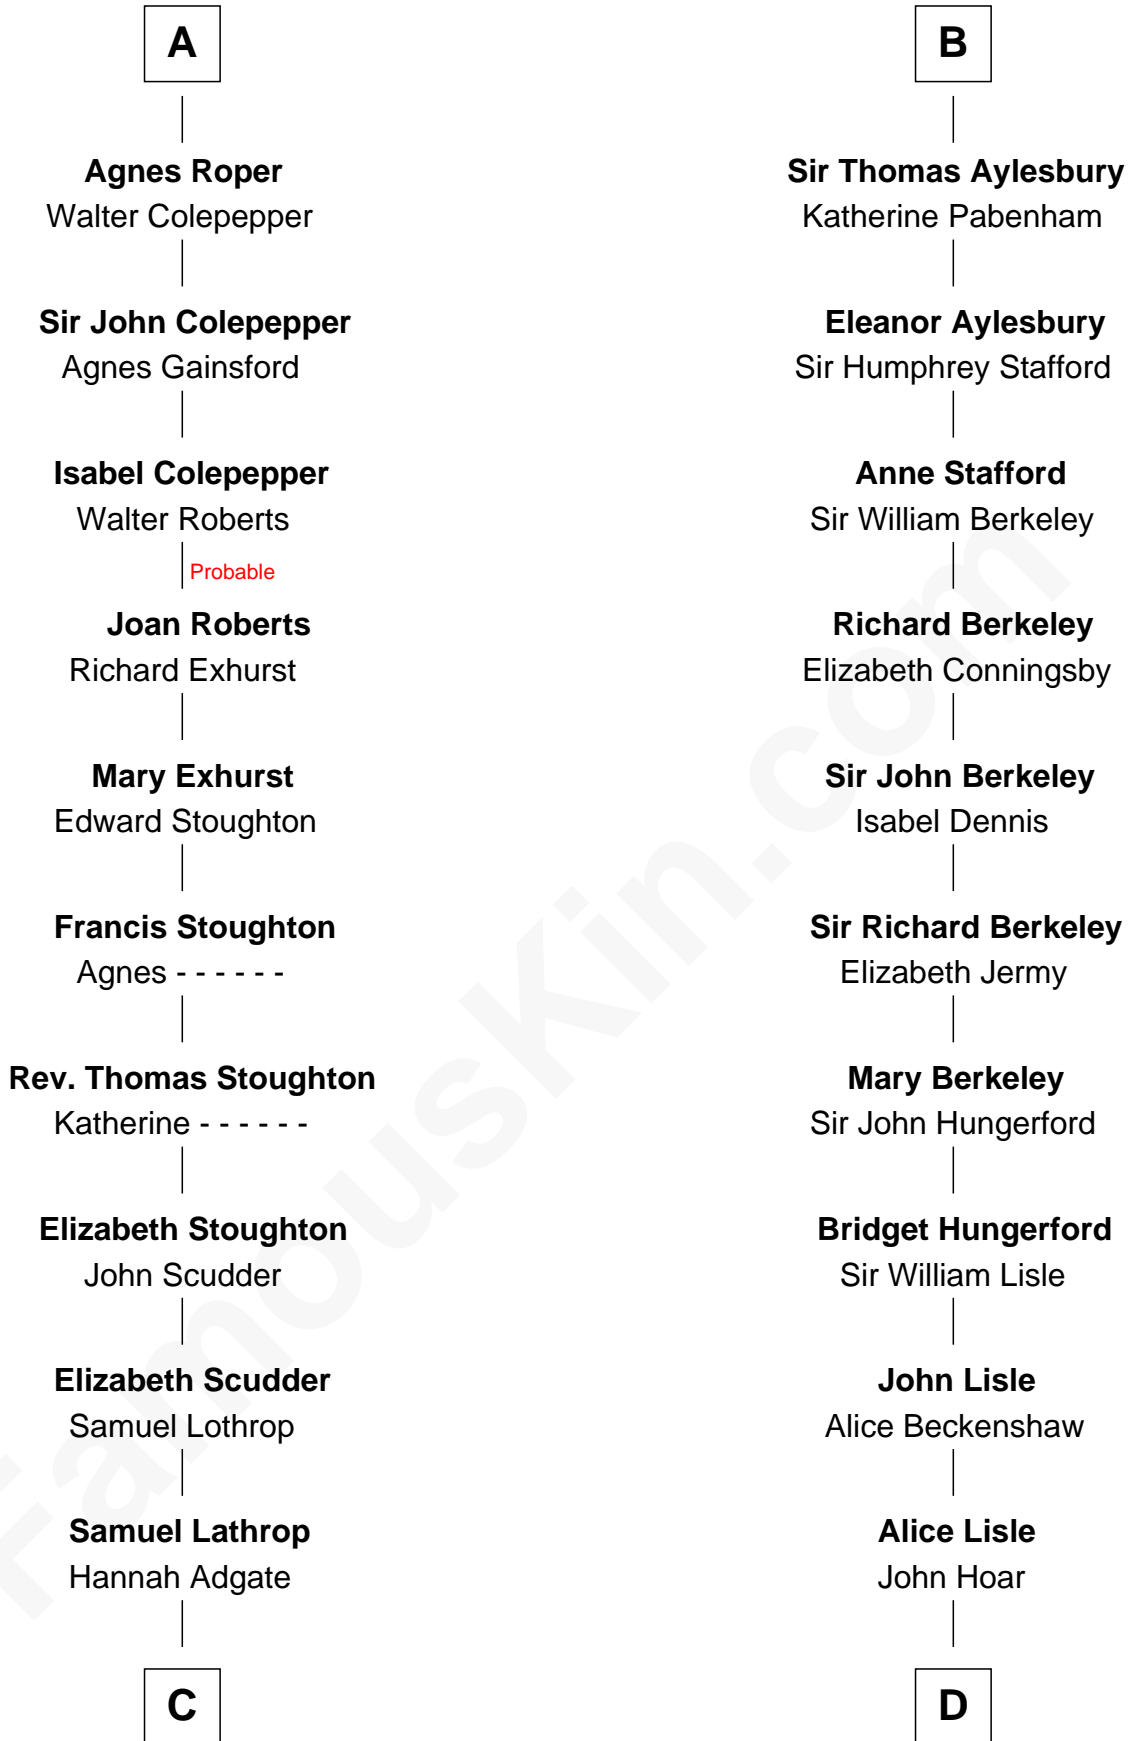 A
Agnes Roper
Walter Colepepper
Sir John Colepepper
Agnes Gainsford
Isabel Colepepper
Walter Roberts
Probable
Joan Roberts
Richard Exhurst
Mary Exhurst
Edward Stoughton
Francis Stoughton
Agnes - - - - - -
Rev. Thomas Stoughton
Katherine - - - - - -
Elizabeth Stoughton
John Scudder
Elizabeth Scudder
Samuel Lothrop
Samuel Lathrop
Hannah Adgate
C
B
Sir Thomas Aylesbury
Katherine Pabenham
Eleanor Aylesbury
Sir Humphrey Stafford
Anne Stafford
Sir William Berkeley
Richard Berkeley
Elizabeth Conningsby
Sir John Berkeley
Isabel Dennis
Sir Richard Berkeley
Elizabeth Jermy
Mary Berkeley
Sir John Hungerford
Bridget Hungerford
Sir William Lisle
John Lisle
Alice Beckenshaw
Alice Lisle
John Hoar
D
FamousKin.com